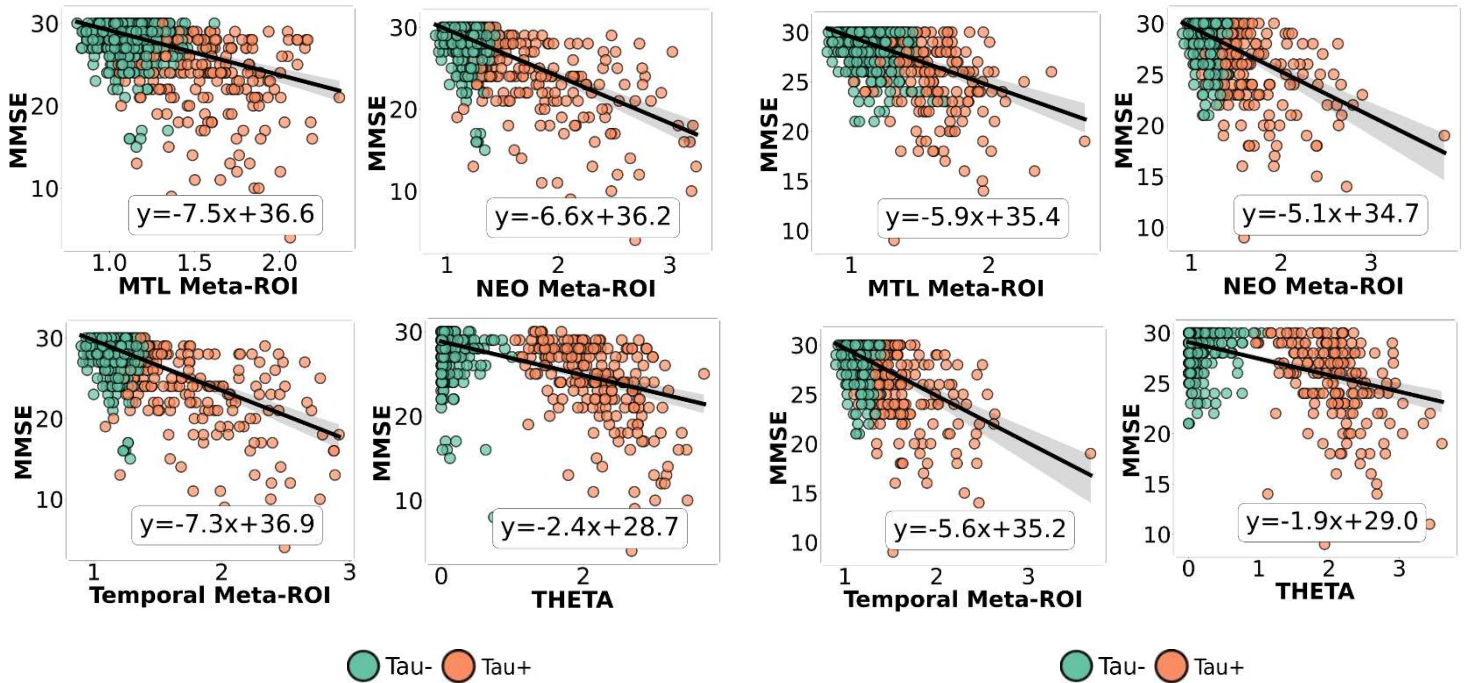 30
20
10
MMSE
y=-7.5x+36.6
1.0 1.5 2.0
MTL Meta-ROI
30
20
10
MMSE
y=-6.6x+36.2
1 2 3
NEO Meta-ROI
30
25
20
15
10
MMSE
y=-5.9x+35.4
1 2
MTL Meta-ROI
30
25
20
15
10
MMSE
y=-5.1x+34.7
1 2 3
NEO Meta-ROI
30
20
10
MMSE
y=-7.3x+36.9
1 2 3
Temporal Meta-ROI
30
20
10
MMSE
y=-2.4x+28.7
0 2
THETA
30
25
20
15
10
MMSE
y=-5.6x+35.2
1 2 3
Temporal Meta-ROI
30
25
20
15
10
MMSE
y=-1.9x+29.0
0 1 2 3
THETA
Tau- Tau+
Tau- Tau+